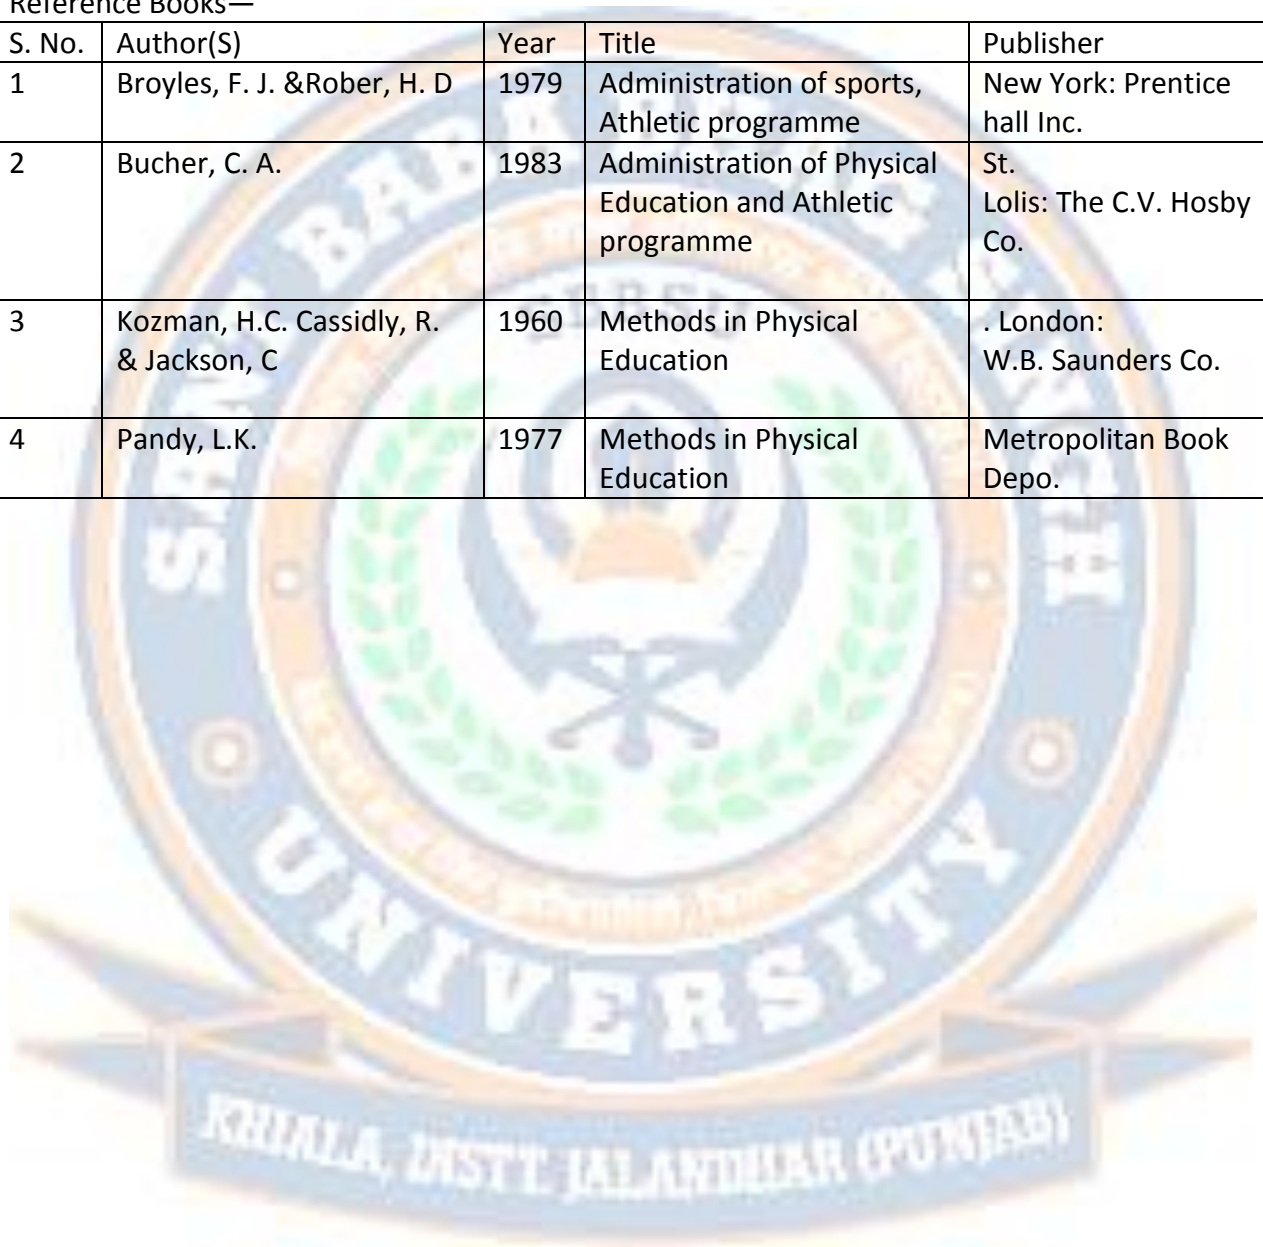 Reference Books—
S. No. Author(S) Year Title Publisher
1 Broyles, F. J. &Rober, H. D 1979 Administration of sports, New York: Prentice
Athletic programme hall Inc.
2 Bucher, C. A. 1983 Administration of Physical St.
Education and Athletic Lolis: The C.V. Hosby
programme Co.
3 Kozman, H.C. Cassidly, R. 1960 Methods in Physical . London:
& Jackson, C Education W.B. Saunders Co.
4 Pandy, L.K. 1977 Methods in Physical Metropolitan Book
Education Depo.
SANT BABA
UNIVERSITY
KHIALA, DISTT. JALANDHAR (PUNJAB)